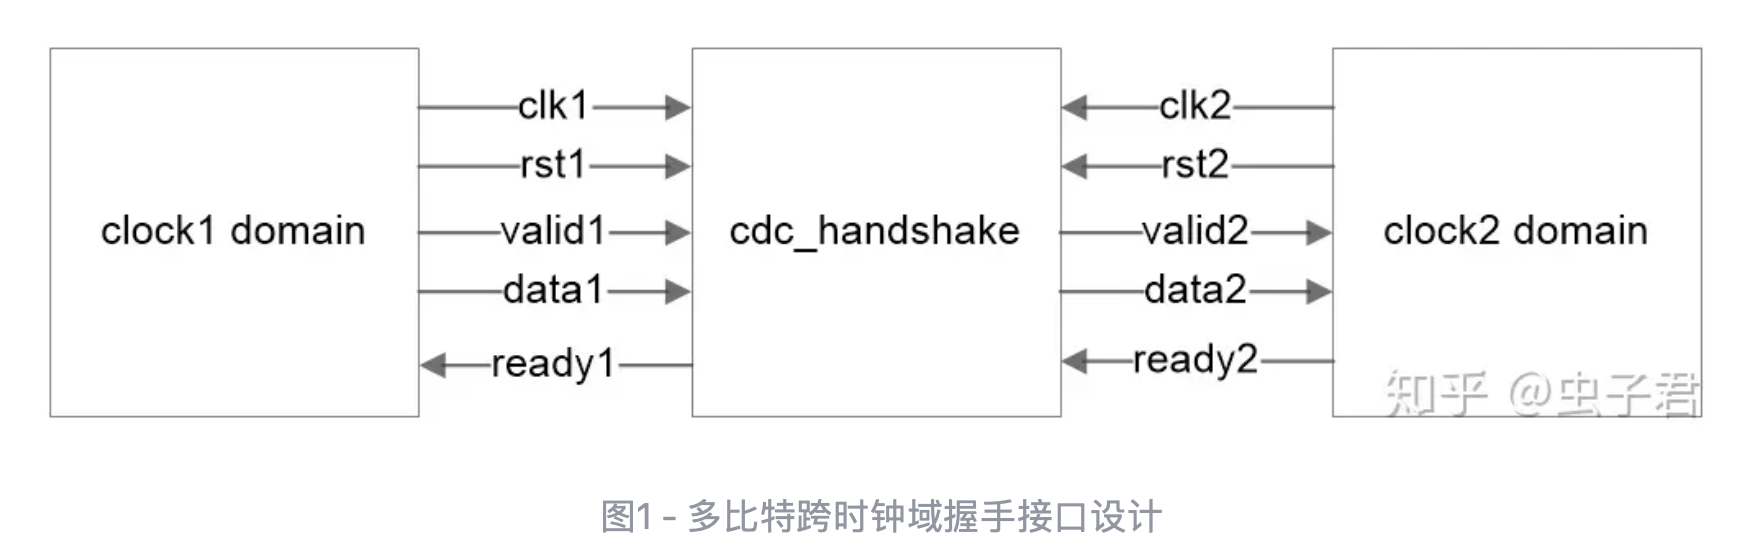 clk1
clk2
rst1
rst2
clock1 domain
valid1
cdc_handshake
valid2
clock2 domain
data1
data2
ready1
ready2
知乎 @虫子君
图1 - 多比特跨时钟域握手接口设计